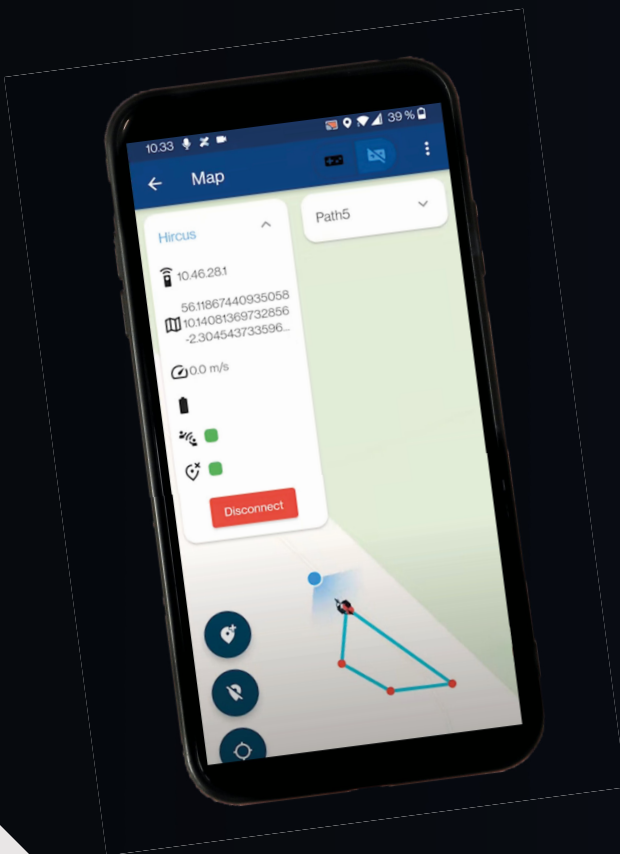 10.33
39 %
Map
Hircus
Path5
10.46.28.1
56.11867440935058
10.14081369732856
-2.304543733596...
0.0 m/s
Disconnect